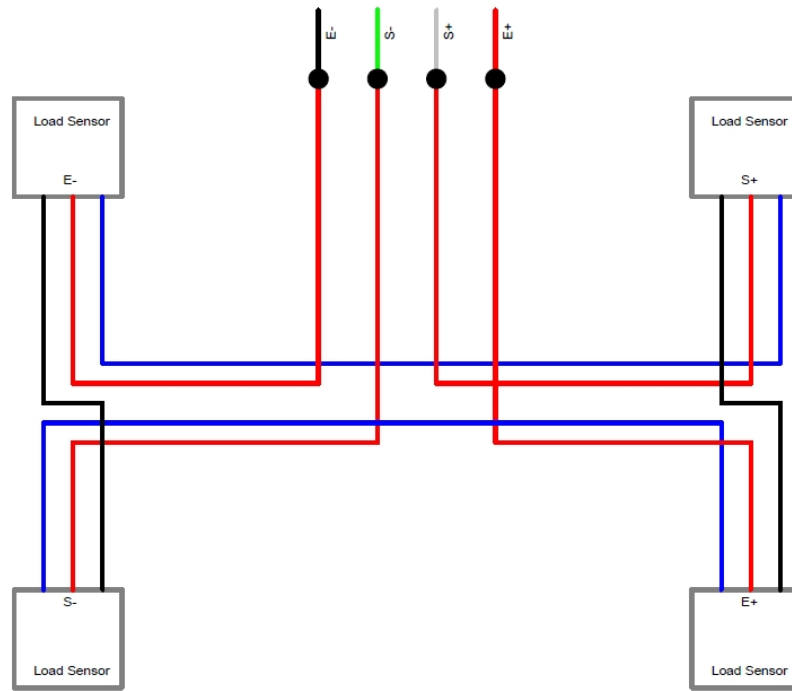 E-
S-
S+
E+
Load Sensor
Load Sensor
E-
S+
S-
E+
Load Sensor
Load Sensor